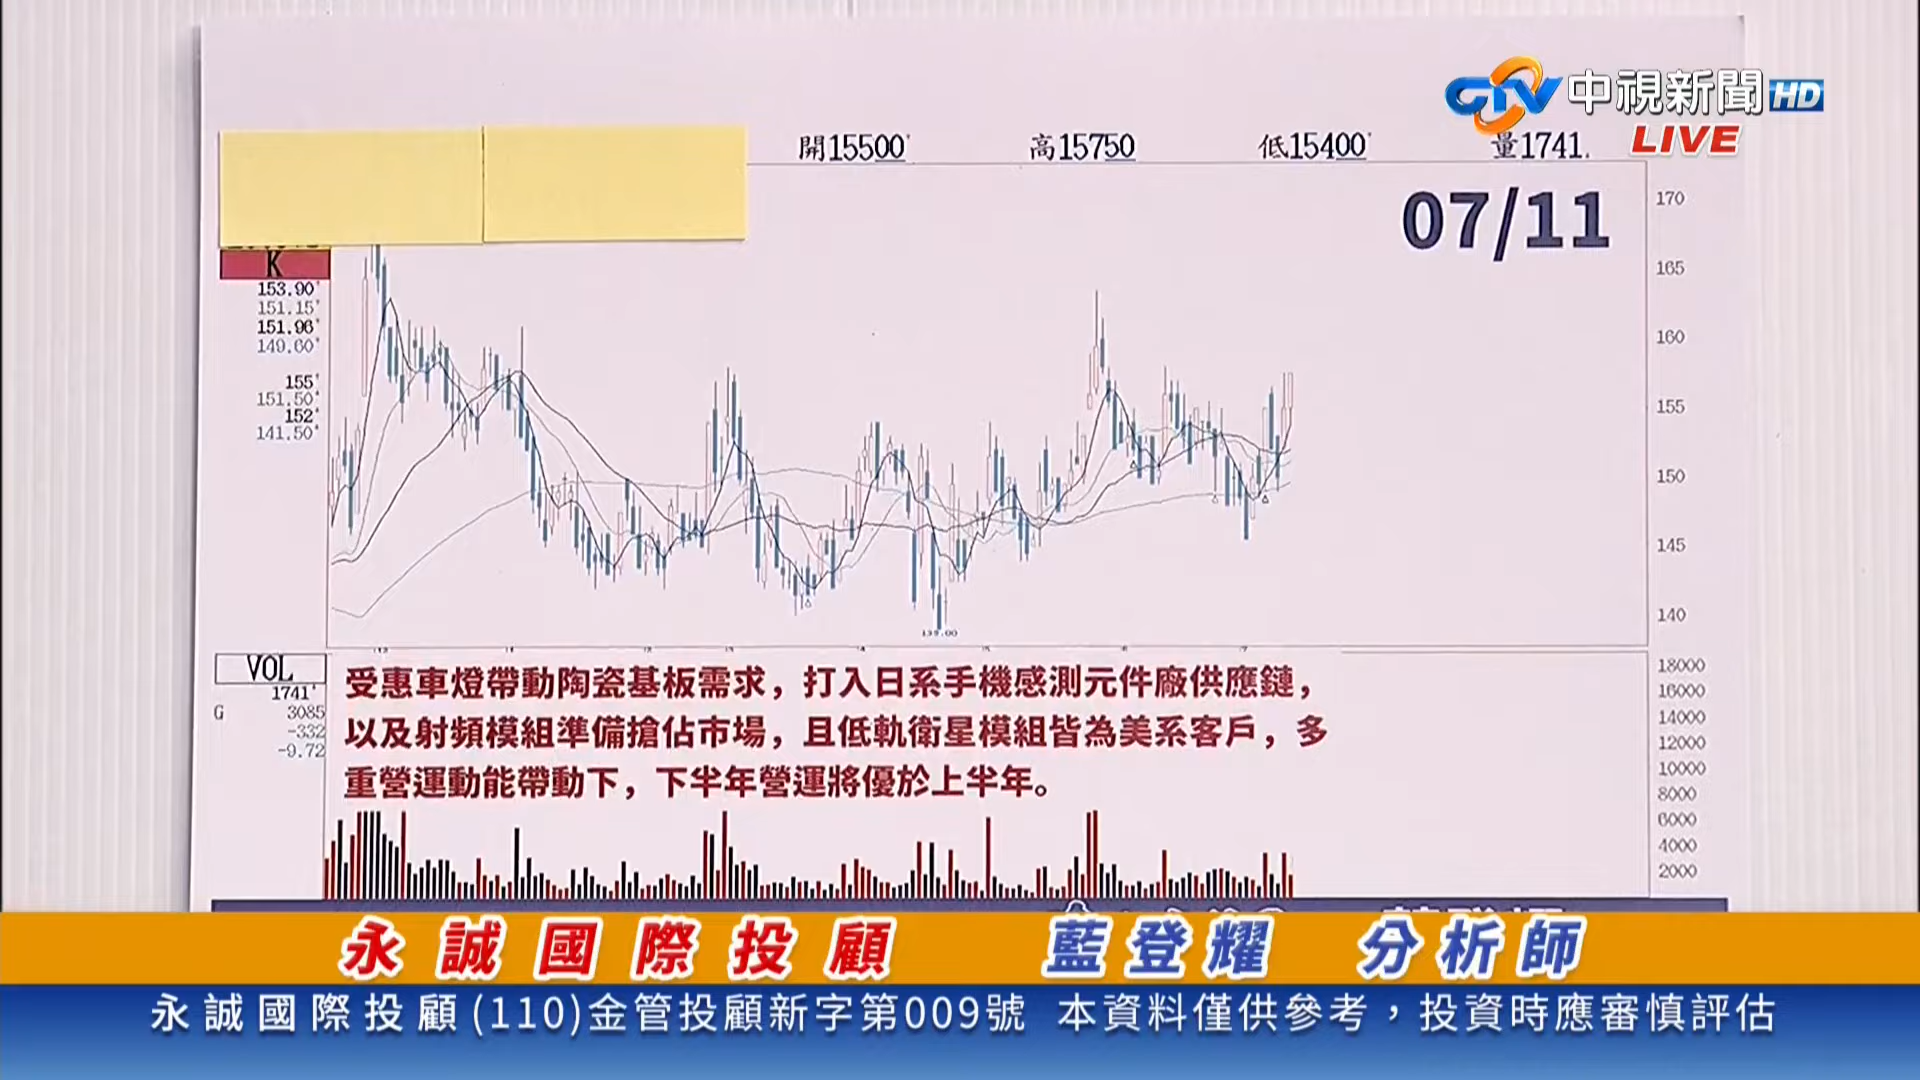 CTV 中視新聞 HD
LIVE
開15500 高15750 低15400 量1741
07/11
K
153.90
151.15
151.96
149.60
155
151.50
152
141.50
170
165
160
155
150
145
140
139.00
VOL
1741
G 3085
-332
-9.72
18000
16000
14000
12000
10000
8000
6000
4000
2000
受惠車燈帶動陶瓷基板需求，打入日系手機感測元件廠供應鏈，
以及射頻模組準備搶佔市場，且低軌衛星模組皆為美系客戶，多
重營運動能帶動下，下半年營運將優於上半年。
永誠國際投顧 藍登耀 分析師
永誠國際投顧(110)金管投顧新字第009號 本資料僅供參考，投資時應審慎評估